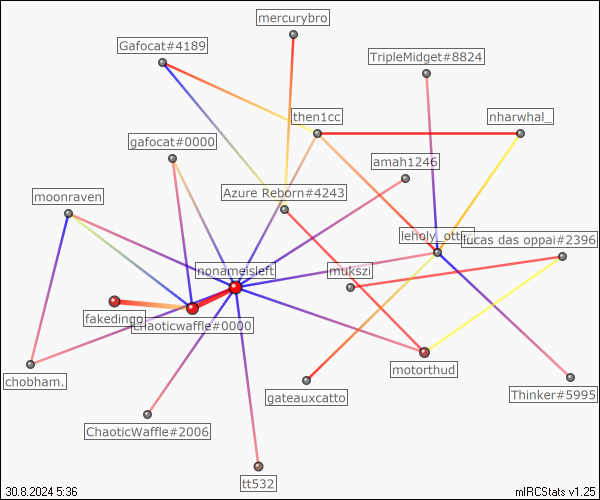 mercurybro
Gafocat#4189
TripleMidget#8824
then1cc
nharwhal_
gafocat#0000
amah1246
moonraven
Azure Reborn#4243
lucas das oppai#2396
nonameisleft
mukszi
fakedingo
chaoticwaffle#0000
chobham.
motorthud
gateauxcatto
Thinker#5995
ChaoticWaffle#2006
tt532
30.8.2024 5:36
mIRCStats v1.25